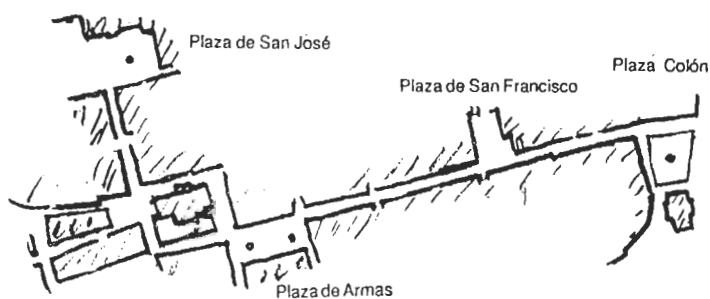 Plaza de San José
Plaza Colón
Plaza de San Francisco
Plaza de Armas